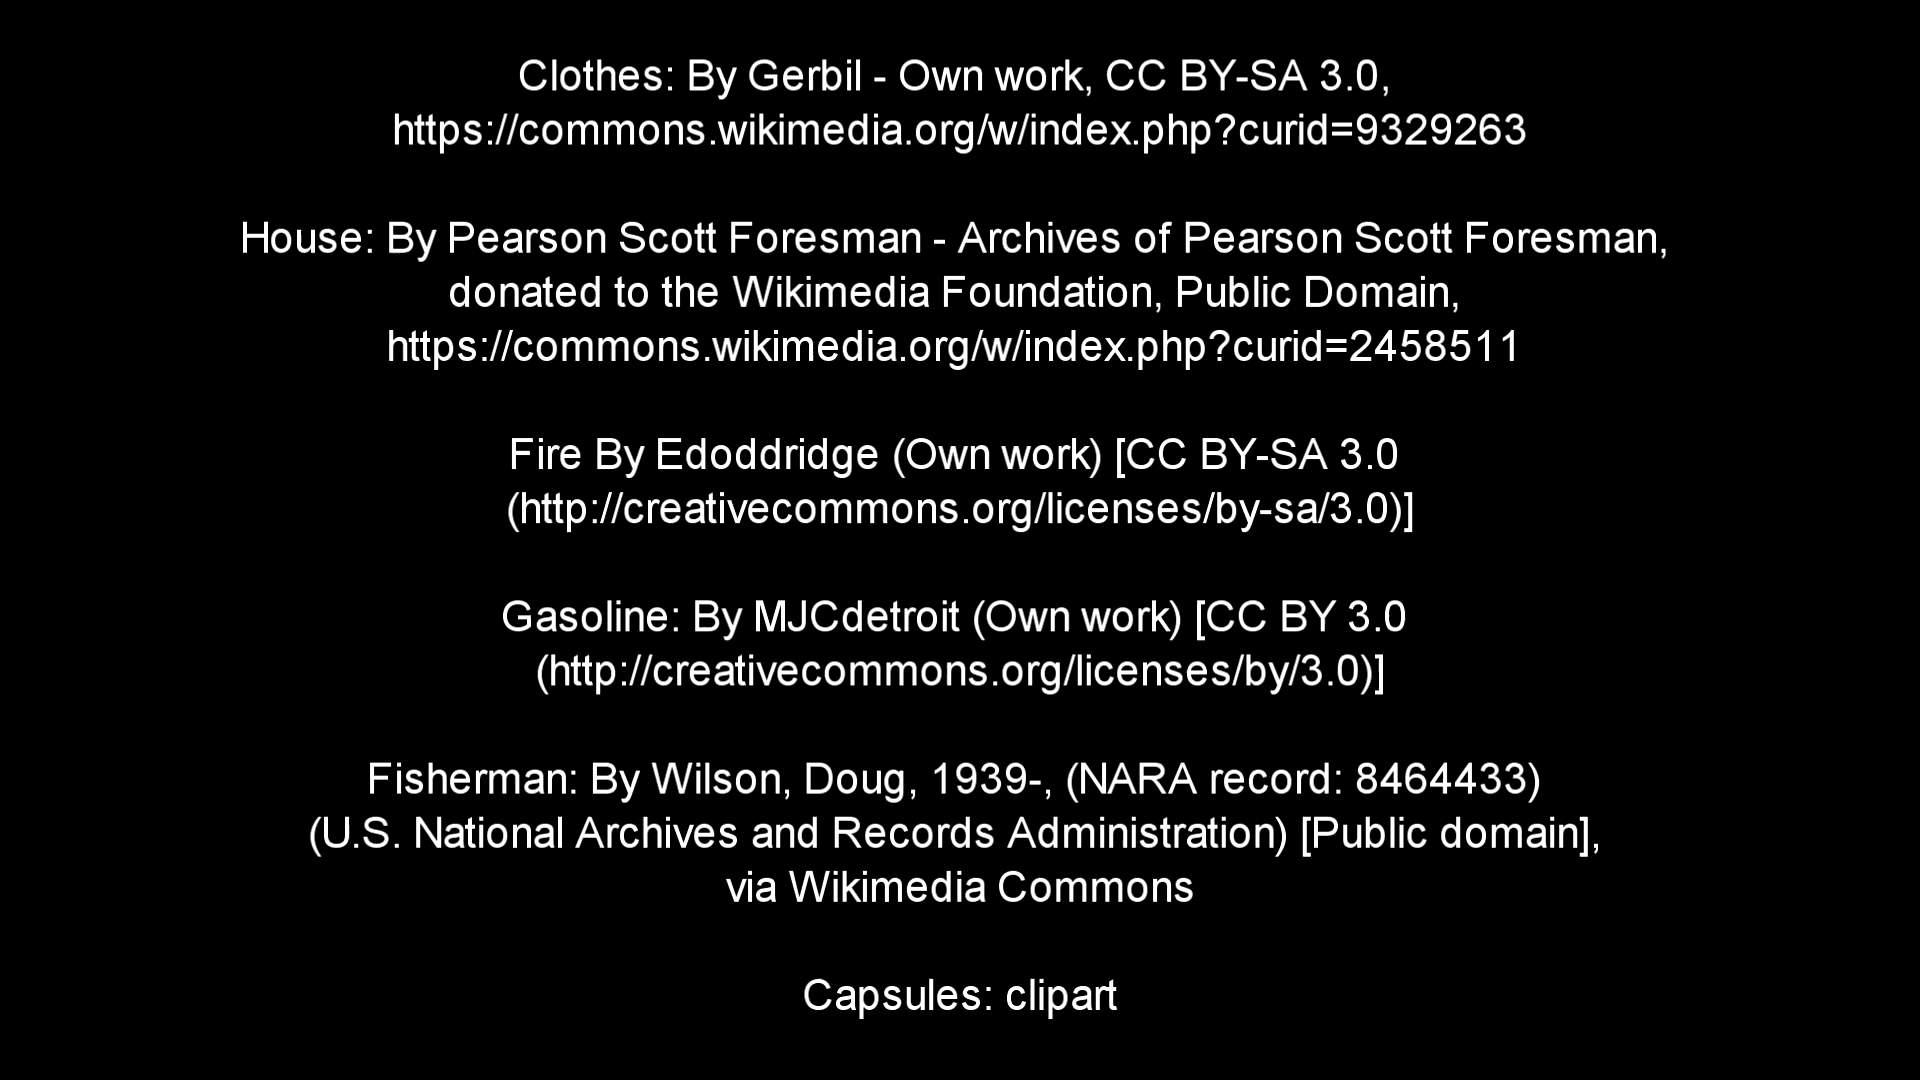 Clothes: By Gerbil - Own work, CC BY-SA 3.0,
https://commons.wikimedia.org/w/index.php?curid=9329263
House: By Pearson Scott Foresman - Archives of Pearson Scott Foresman,
donated to the Wikimedia Foundation, Public Domain,
https://commons.wikimedia.org/w/index.php?curid=2458511
Fire By Edoddridge (Own work) [CC BY-SA 3.0
(http://creativecommons.org/licenses/by-sa/3.0)]
Gasoline: By MJCdetroit (Own work) [CC BY 3.0
(http://creativecommons.org/licenses/by/3.0)]
Fisherman: By Wilson, Doug, 1939-, (NARA record: 8464433)
(U.S. National Archives and Records Administration) [Public domain],
via Wikimedia Commons
Capsules: clipart